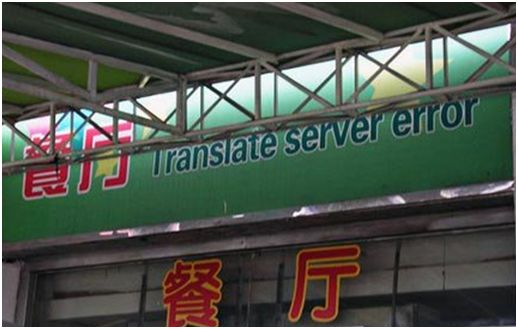 餐厅 Translate server error
餐厅